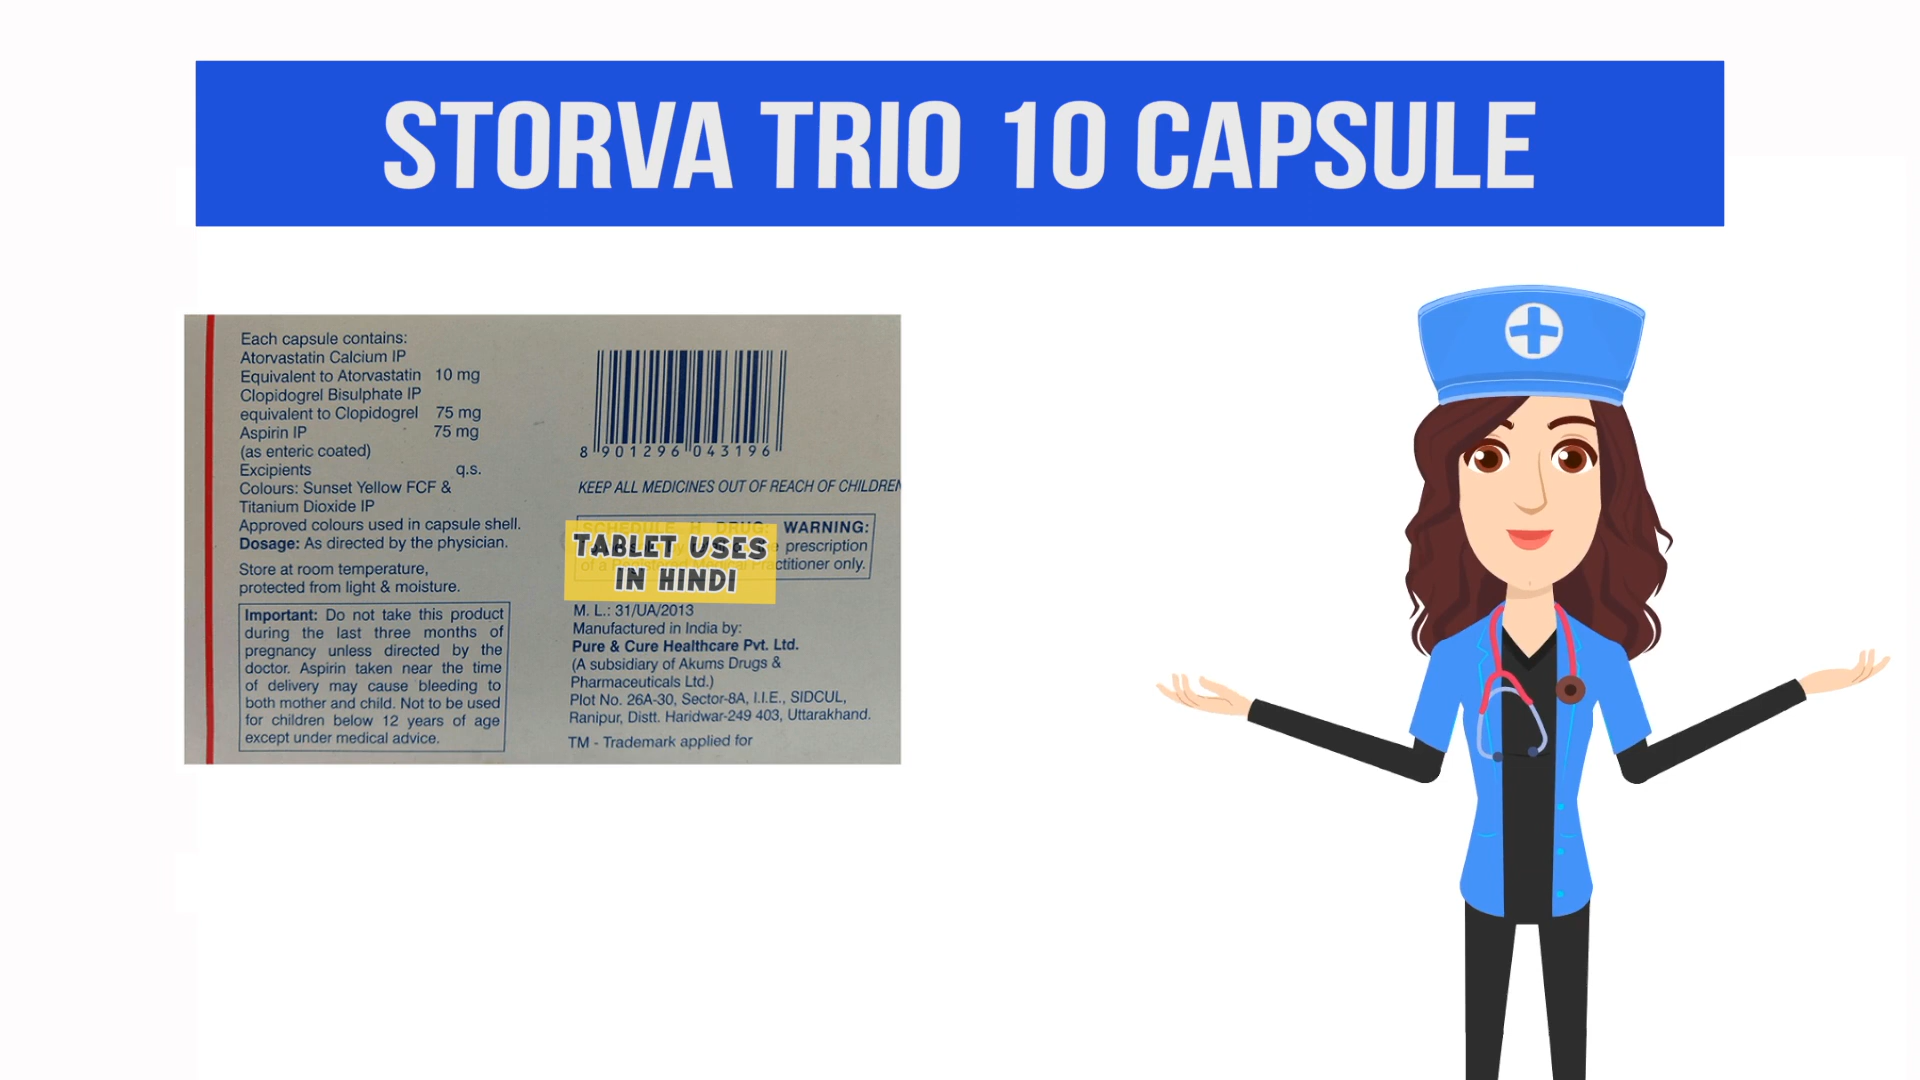 STORVA TRIO 10 CAPSULE
Each capsule contains:
Atorvastatin Calcium IP
Equivalent to Atorvastatin 10 mg
Clopidogrel Bisulphate IP
equivalent to Clopidogrel 75 mg
Aspirin IP 75 mg
(as enteric coated)
Excipients q.s.
Colours: Sunset Yellow FCF &
Titanium Dioxide IP
Approved colours used in capsule shell.
Dosage: As directed by the physician.
Store at room temperature,
protected from light & moisture.
Important: Do not take this product
during the last three months of
pregnancy unless directed by the
doctor. Aspirin taken near the time
of delivery may cause bleeding to
both mother and child. Not to be used
for children below 12 years of age
except under medical advice.
8 901296 043196
KEEP ALL MEDICINES OUT OF REACH OF CHILDREN
SCHEDULE H DRUG: WARNING:
prescription
of a Registered Medical Practitioner only.
TABLET USES
IN HINDI
M. L.: 31/UA/2013
Manufactured in India by:
Pure & Cure Healthcare Pvt. Ltd.
(A subsidiary of Akums Drugs &
Pharmaceuticals Ltd.)
Plot No. 26A-30, Sector-8A, I.I.E., SIDCUL,
Ranipur, Distt. Haridwar-249 403, Uttarakhand.
TM - Trademark applied for